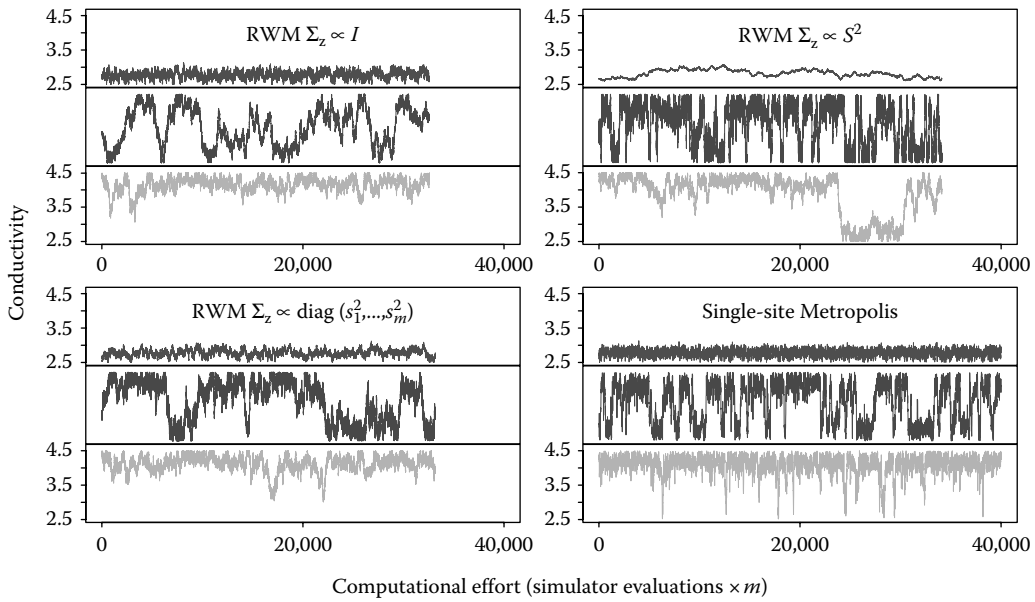 4.5
RWM Σz ∝ I
3.5
2.5
4.5
3.5
2.5
0 20,000 40,000
4.5
RWM Σz ∝ S²
3.5
2.5
4.5
3.5
2.5
0 20,000 40,000
Conductivity
4.5
RWM Σz ∝ diag (s₁²,...,sₘ²)
3.5
2.5
4.5
3.5
2.5
0 20,000 40,000
4.5
Single-site Metropolis
3.5
2.5
4.5
3.5
2.5
0 20,000 40,000
Computational effort (simulator evaluations × m)